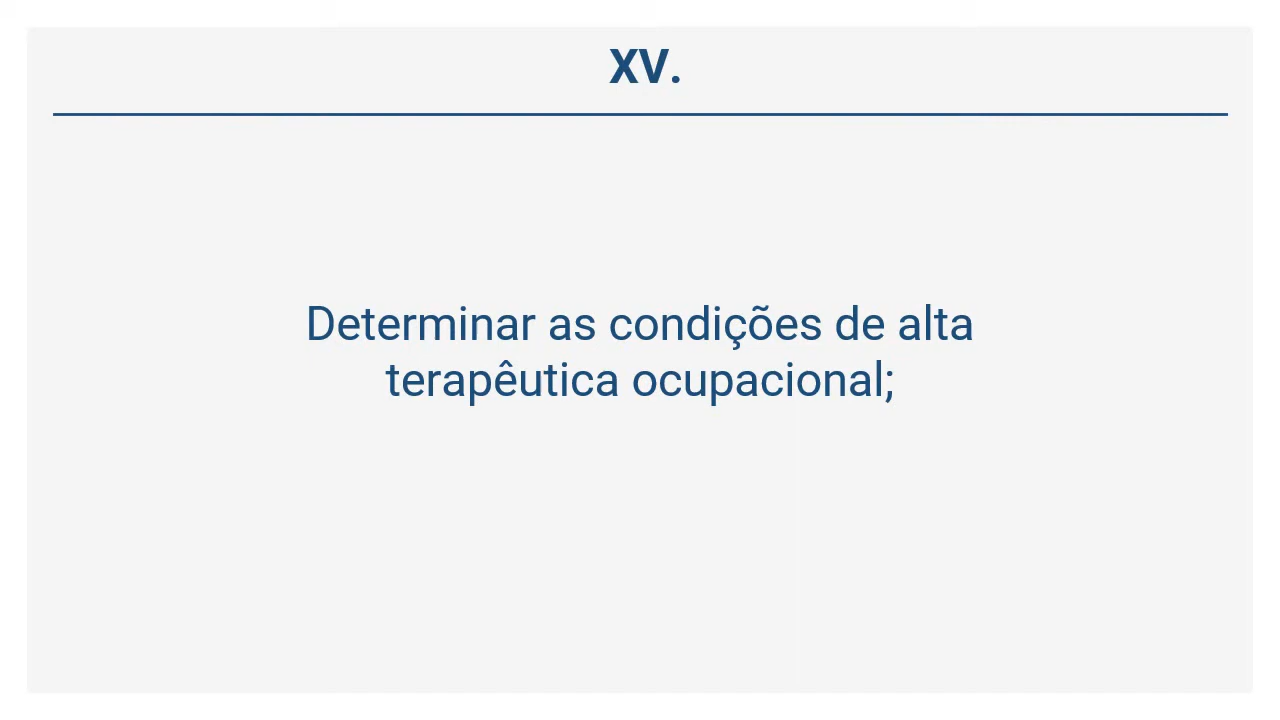 XV.
Determinar as condições de alta
terapêutica ocupacional;